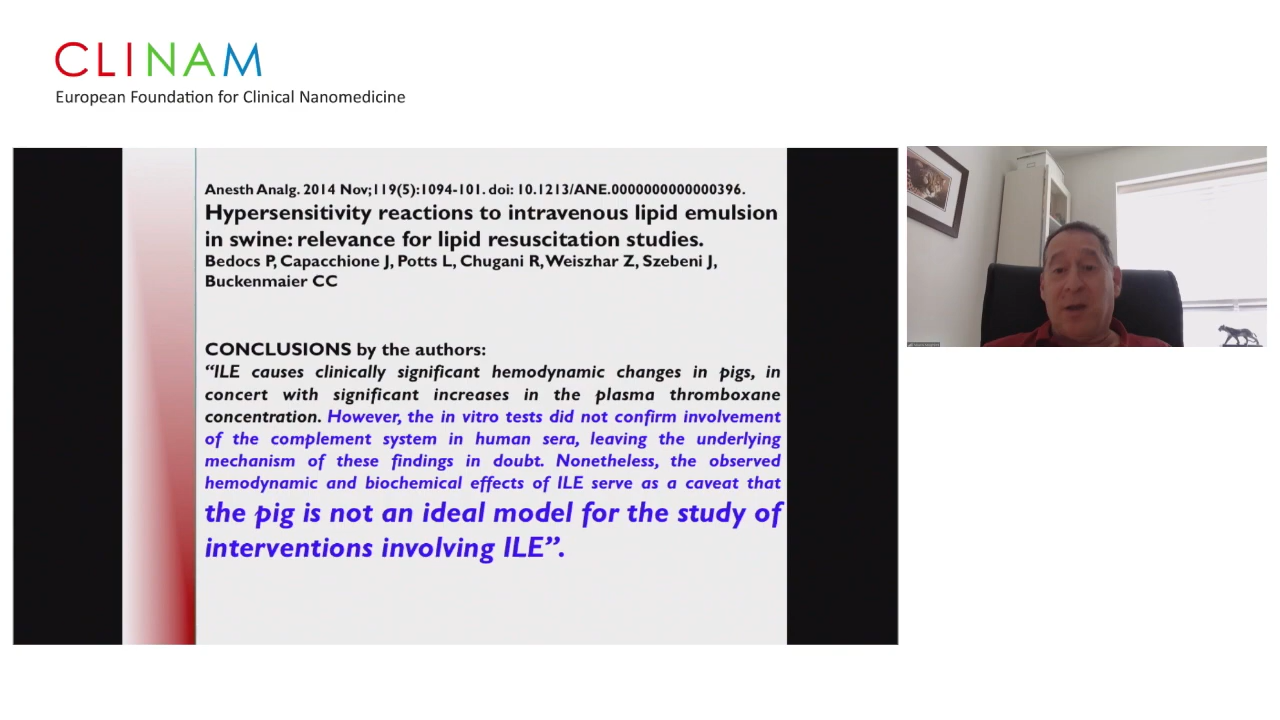 CLINAM
European Foundation for Clinical Nanomedicine
Anesth Analg. 2014 Nov;119(5):1094-101. doi: 10.1213/ANE.0000000000000396.
Hypersensitivity reactions to intravenous lipid emulsion
in swine: relevance for lipid resuscitation studies.
Bedocs P, Capacchione J, Potts L, Chugani R, Weiszhar Z, Szebeni J,
Buckenmaier CC
CONCLUSIONS by the authors:
“ILE causes clinically significant hemodynamic changes in pigs, in
concert with significant increases in the plasma thromboxane
concentration. However, the in vitro tests did not confirm involvement
of the complement system in human sera, leaving the underlying
mechanism of these findings in doubt. Nonetheless, the observed
hemodynamic and biochemical effects of ILE serve as a caveat that
the pig is not an ideal model for the study of
interventions involving ILE”.